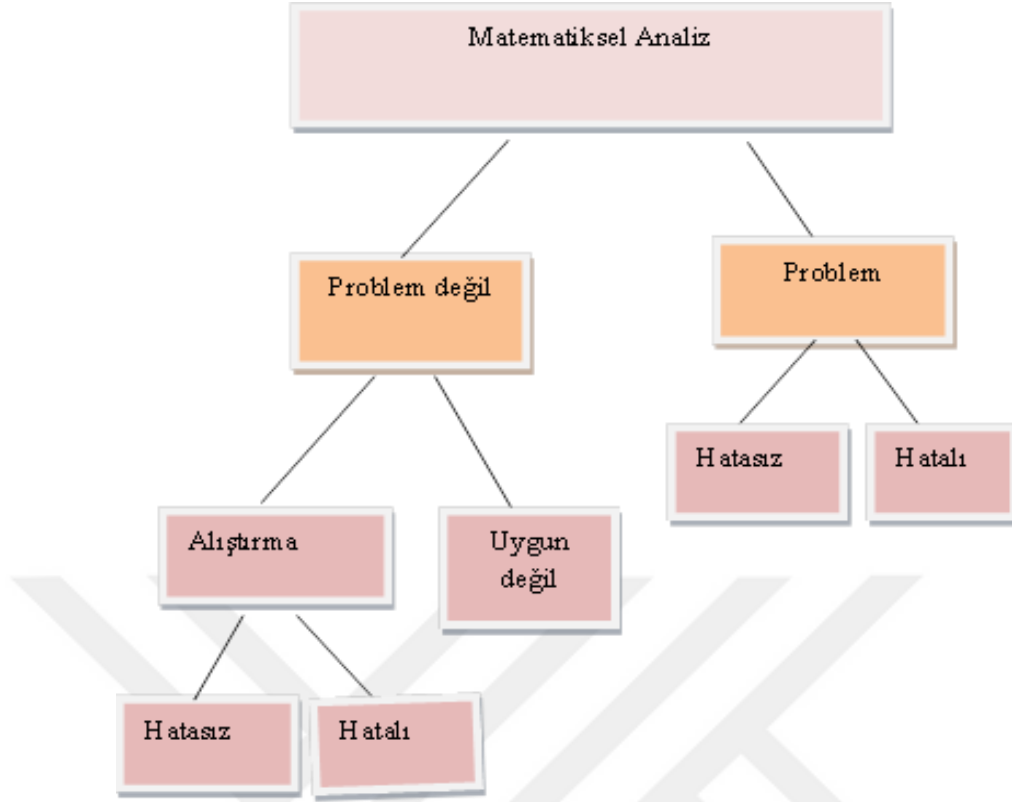 Matematiksel Analiz
Problem değil
Problem
Hatasız
Hatalı
Alıştırma
Uygun
değil
Hatasız
Hatalı